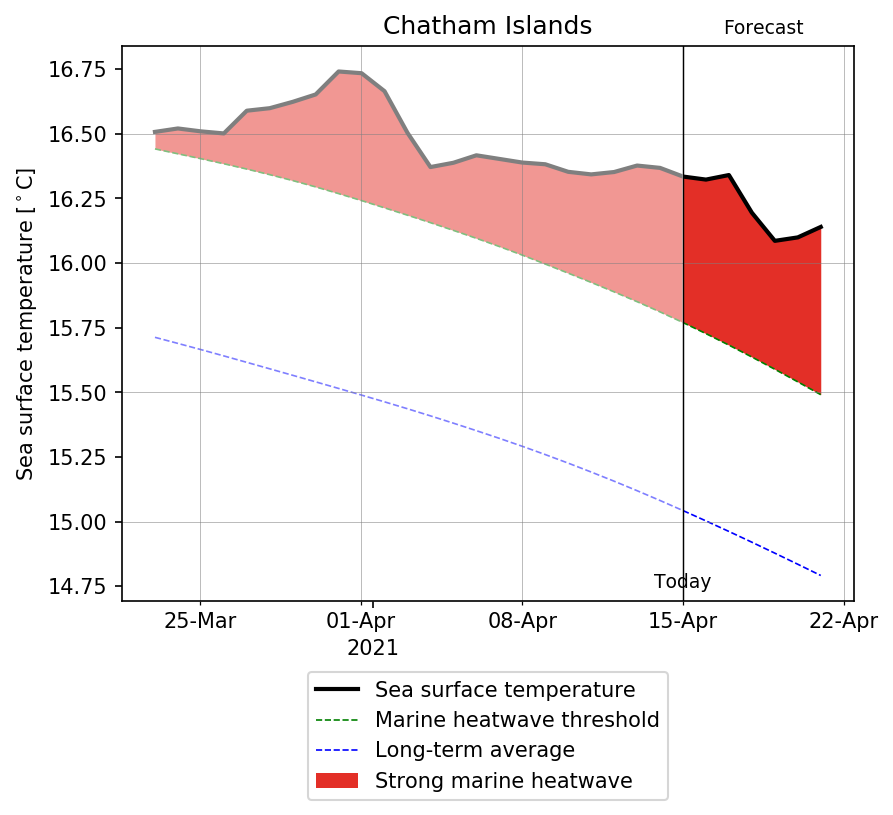 Chatham Islands
Forecast
Sea surface temperature [°C]
16.75
16.50
16.25
16.00
15.75
15.50
15.25
15.00
14.75
Today
25-Mar
01-Apr
08-Apr
15-Apr
22-Apr
2021
Sea surface temperature
Marine heatwave threshold
Long-term average
Strong marine heatwave